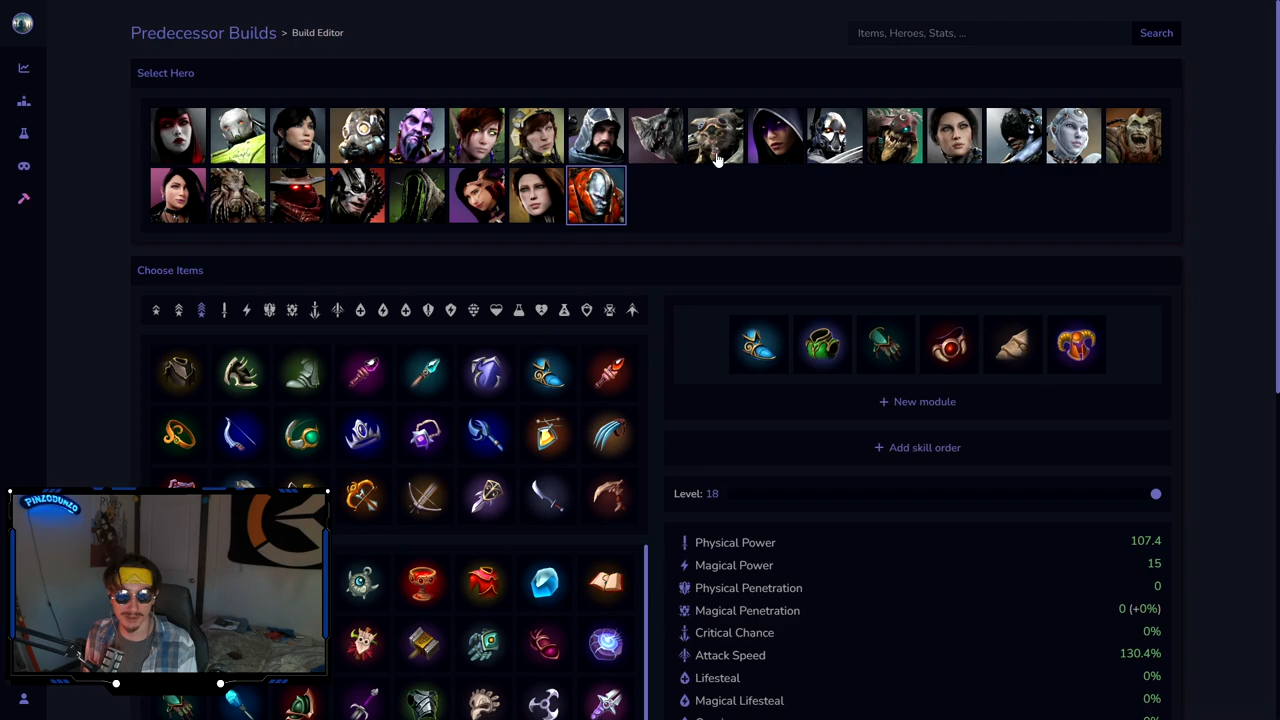 Predecessor Builds > Build Editor
Items, Heroes, Stats, ...
Search
Select Hero
Choose Items
+ New module
+ Add skill order
Level: 18
Physical Power 107.4
Magical Power 15
Physical Penetration 0
Magical Penetration 0 (+0%)
Critical Chance 0%
Attack Speed 130.4%
Lifesteal 0%
Magical Lifesteal 0%
PINZODUNZO